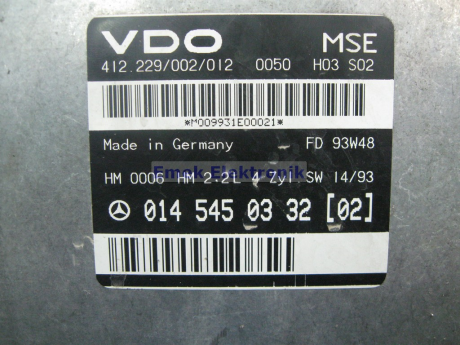 VDO MSE
412.229/002/012 0050 H03 S02
*M009931E00021*
Made in Germany FD 93W48
Emek Elektronik
HM 0006 HM 2.2L 4 Zyl. SW 14/93
014 545 03 32 [02]